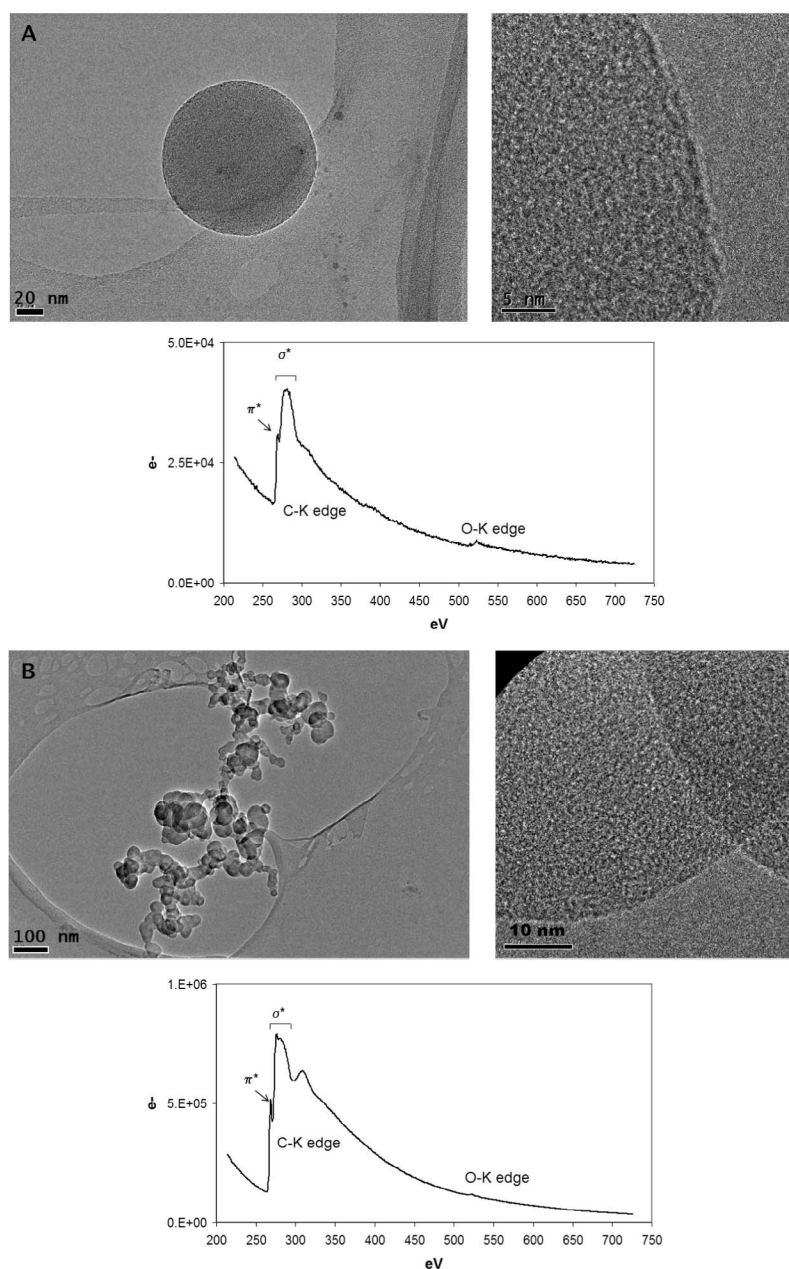 A
20 nm
5 nm
5.0E+04
2.5E+04
0.0E+00
e-
σ*
π*
C-K edge
O-K edge
200 250 300 350 400 450 500 550 600 650 700 750
eV
B
100 nm
10 nm
1.E+06
5.E+05
0.E+00
e-
σ*
π*
C-K edge
O-K edge
200 250 300 350 400 450 500 550 600 650 700 750
eV